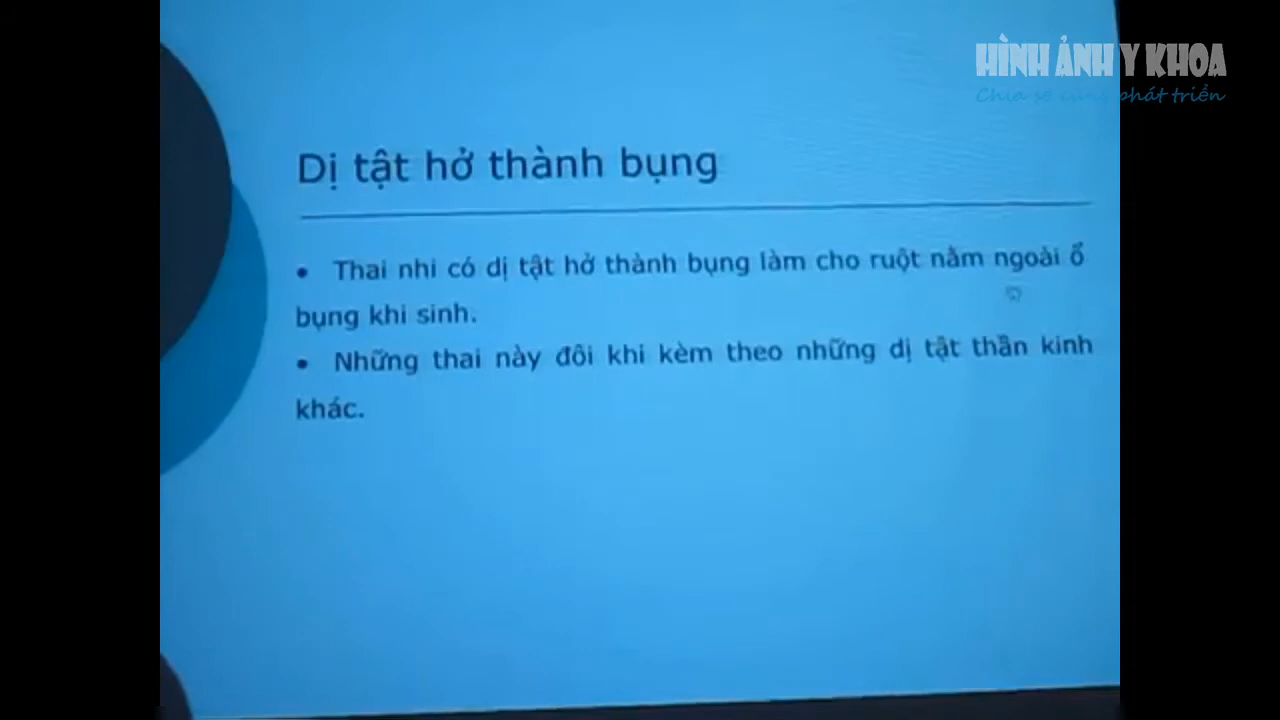 HÌNH ẢNH Y KHOA
Chia sẻ cùng phát triển
Dị tật hở thành bụng
• Thai nhi có dị tật hở thành bụng làm cho ruột nằm ngoài ổ
bụng khi sinh.
• Những thai này đôi khi kèm theo những dị tật thần kinh
khác.